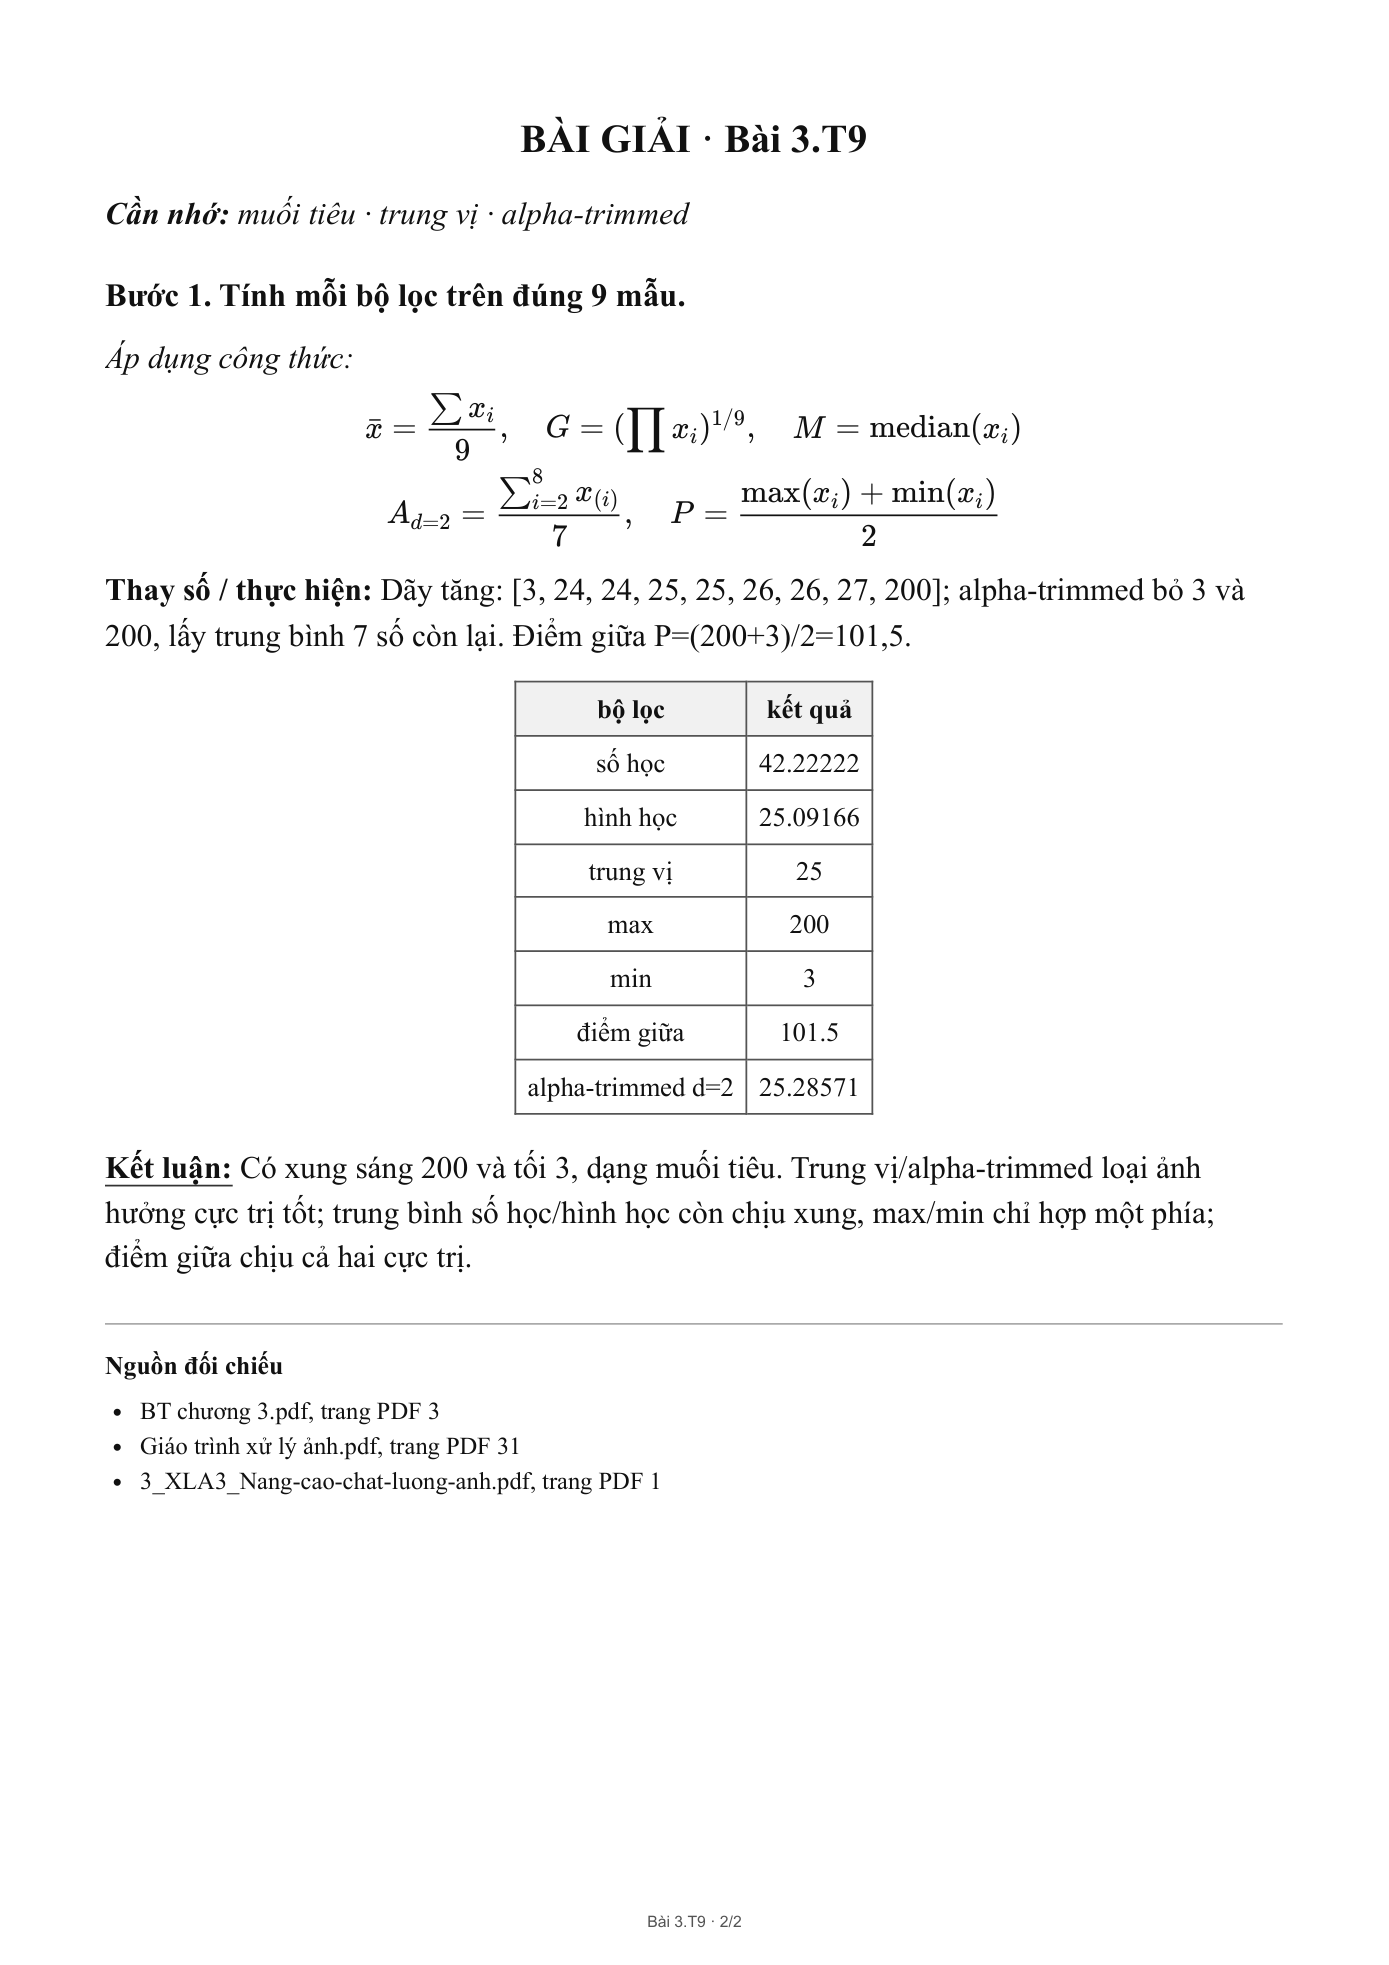 BÀI GIẢI · Bài 3.T9
Cần nhớ: muối tiêu · trung vị · alpha-trimmed
Bước 1. Tính mỗi bộ lọc trên đúng 9 mẫu.
Áp dụng công thức:
x̄ = ∑ xᵢ / 9, G = (∏ xᵢ)^{1/9}, M = median(xᵢ)
A_{d=2} = ∑_{i=2}^{8} x_{(i)} / 7, P = max(xᵢ) + min(xᵢ) / 2
Thay số / thực hiện: Dãy tăng: [3, 24, 24, 25, 25, 26, 26, 27, 200]; alpha-trimmed bỏ 3 và
200, lấy trung bình 7 số còn lại. Điểm giữa P=(200+3)/2=101,5.
bộ lọc kết quả
số học 42.22222
hình học 25.09166
trung vị 25
max 200
min 3
điểm giữa 101.5
alpha-trimmed d=2 25.28571
Kết luận: Có xung sáng 200 và tối 3, dạng muối tiêu. Trung vị/alpha-trimmed loại ảnh
hưởng cực trị tốt; trung bình số học/hình học còn chịu xung, max/min chỉ hợp một phía;
điểm giữa chịu cả hai cực trị.
Nguồn đối chiếu
• BT chương 3.pdf, trang PDF 3
• Giáo trình xử lý ảnh.pdf, trang PDF 31
• 3_XLA3_Nang-cao-chat-luong-anh.pdf, trang PDF 1
Bài 3.T9 · 2/2